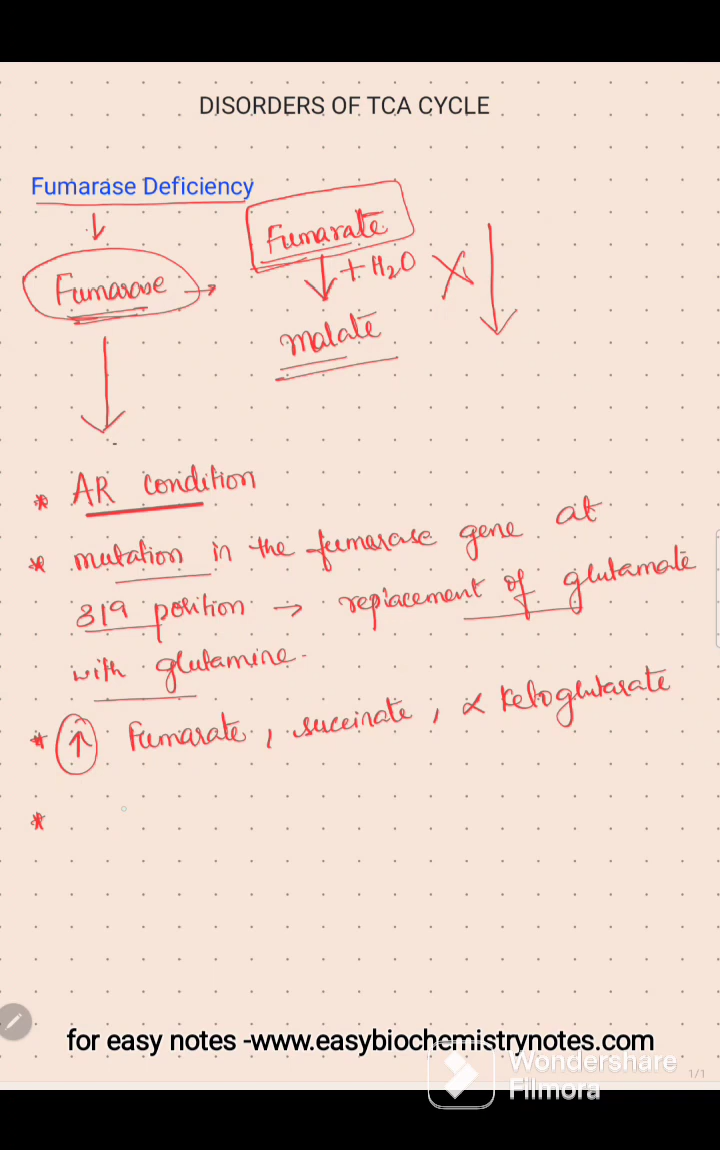 DISORDERS OF TCA CYCLE
Fumarase Deficiency
Fumarase →
Fumarate
+ H₂O
malate
* AR condition
* mutation in the fumarase gene at
319 position → replacement of glutamate
with glutamine.
* ↑ Fumarate, succinate, α ketoglutarate
*
for easy notes -www.easybiochemistrynotes.com
Wondershare
Filmora
1/1